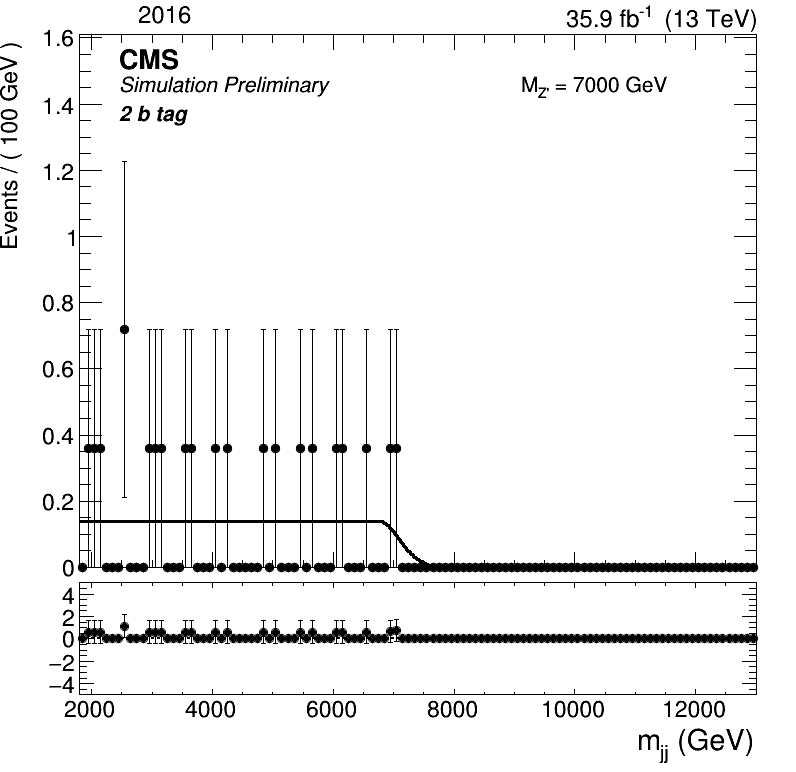 2016 35.9 fb⁻¹ (13 TeV)
CMS
Simulation Preliminary
2 b tag
M_Z' = 7000 GeV
Events / ( 100 GeV )
1.6
1.4
1.2
1
0.8
0.6
0.4
0.2
0
4
2
0
−2
−4
2000 4000 6000 8000 10000 12000
m_jj (GeV)